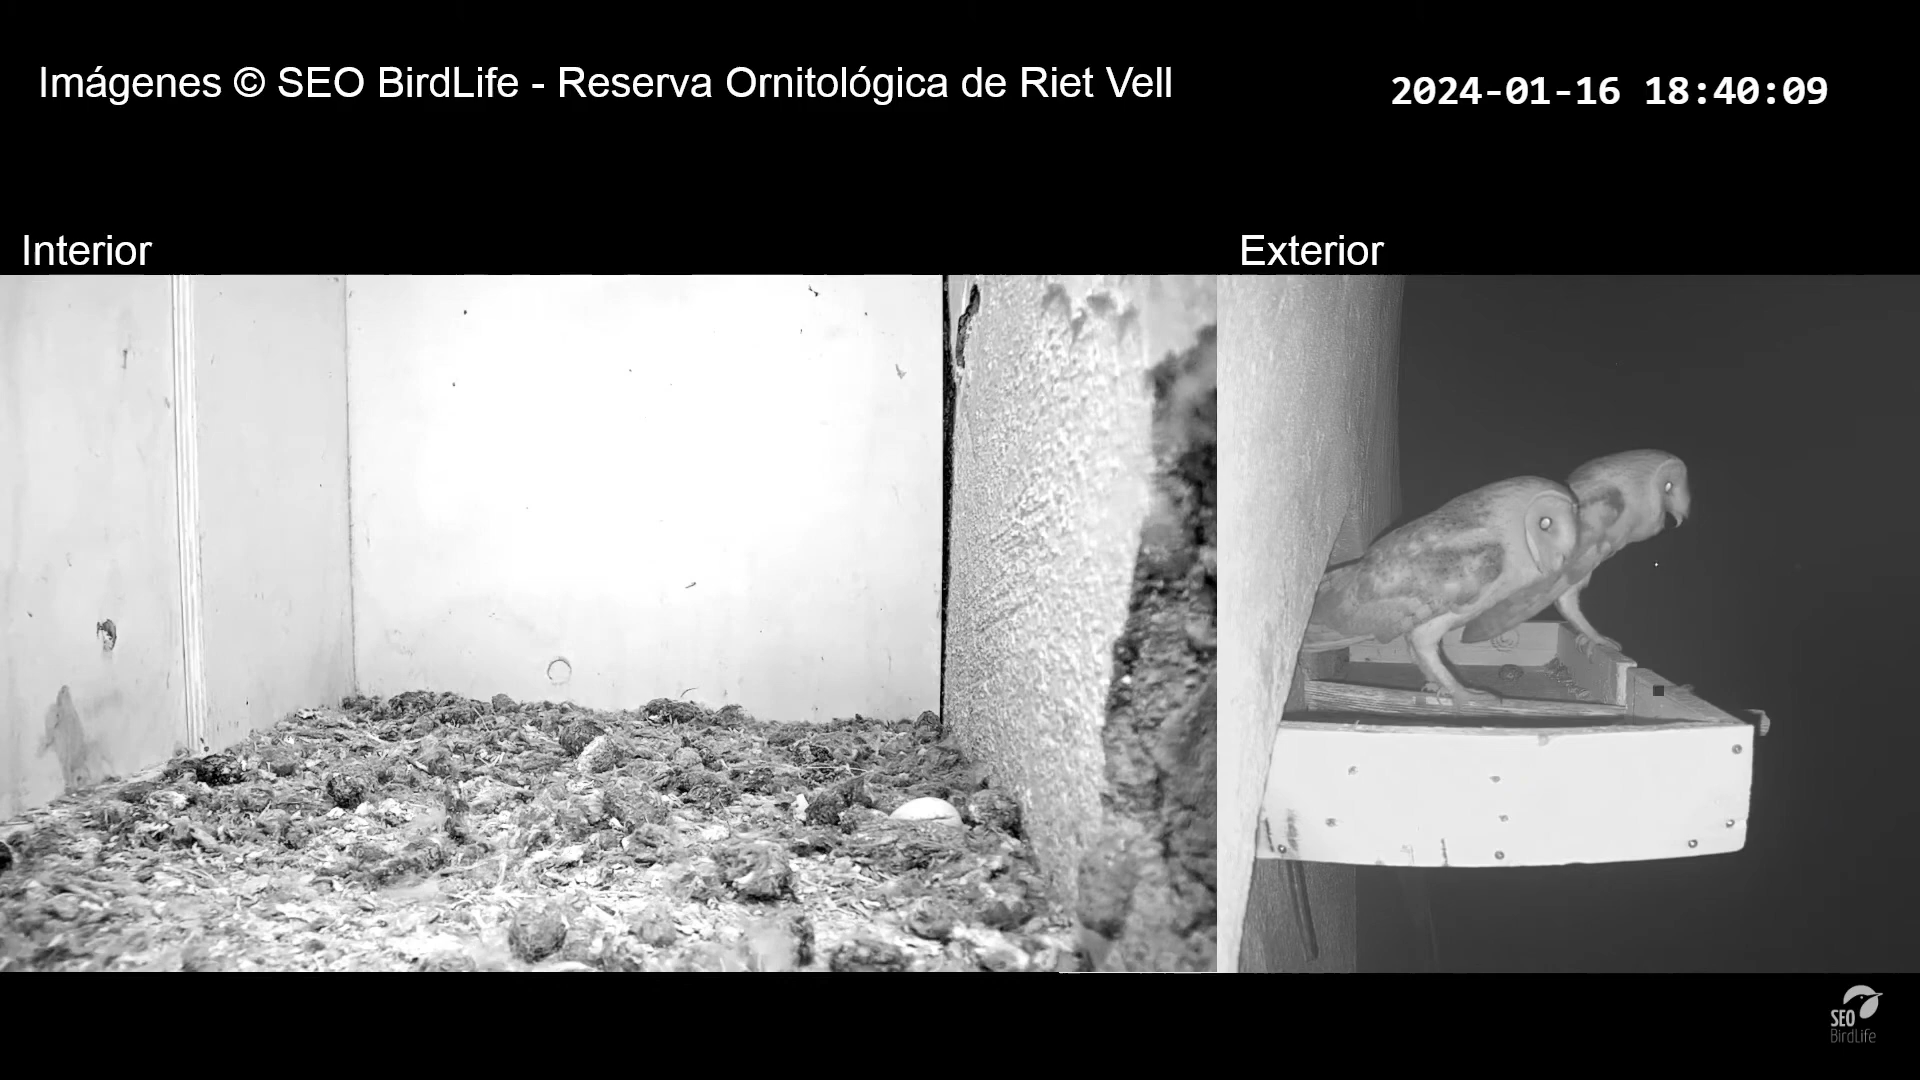 Imágenes © SEO BirdLife - Reserva Ornitológica de Riet Vell
2024-01-16 18:40:09
Interior
Exterior
SEO
BirdLife